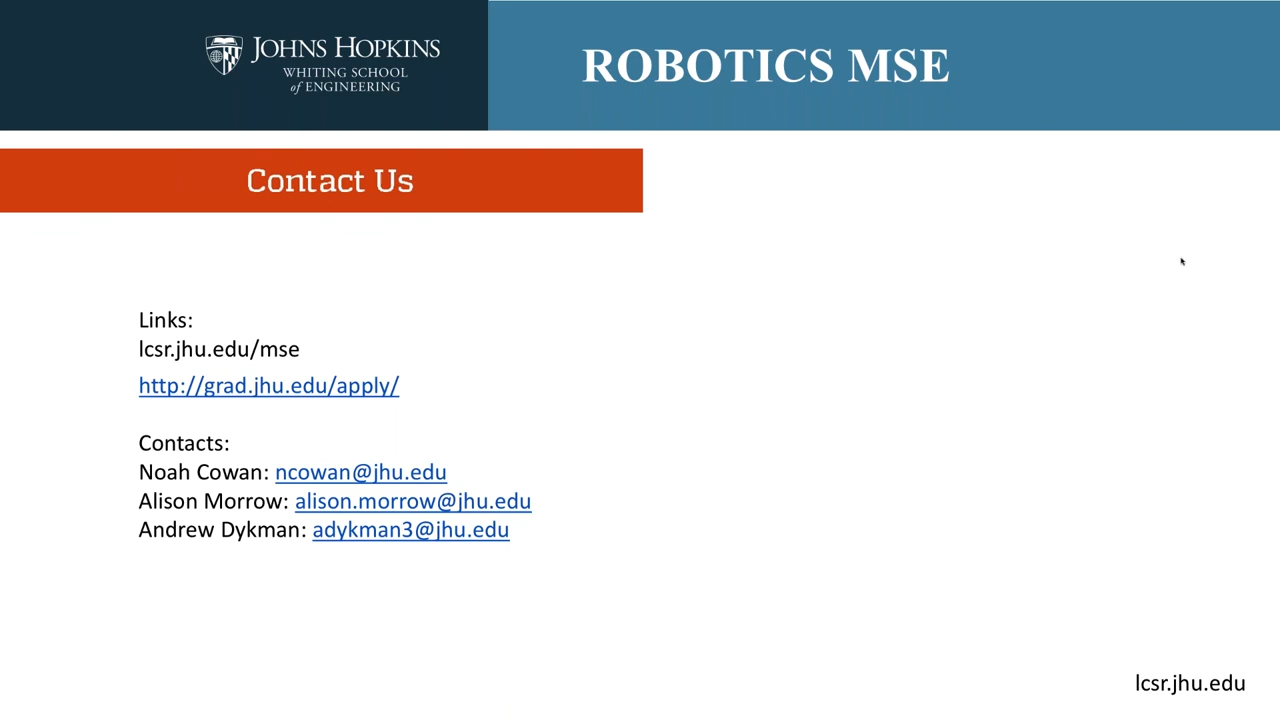 JOHNS HOPKINS
WHITING SCHOOL
of ENGINEERING
ROBOTICS MSE
Contact Us
Links:
lcsr.jhu.edu/mse
http://grad.jhu.edu/apply/
Contacts:
Noah Cowan: ncowan@jhu.edu
Alison Morrow: alison.morrow@jhu.edu
Andrew Dykman: adykman3@jhu.edu
lcsr.jhu.edu